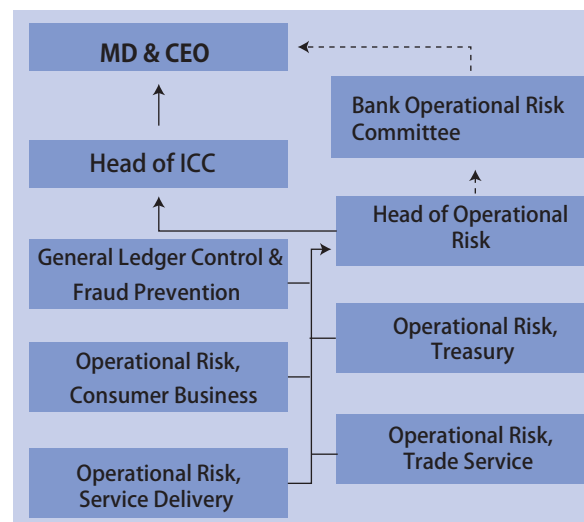 MD & CEO
Bank Operational Risk
Committee
Head of ICC
Head of Operational
Risk
General Ledger Control &
Fraud Prevention
Operational Risk,
Treasury
Operational Risk,
Consumer Business
Operational Risk,
Trade Service
Operational Risk,
Service Delivery